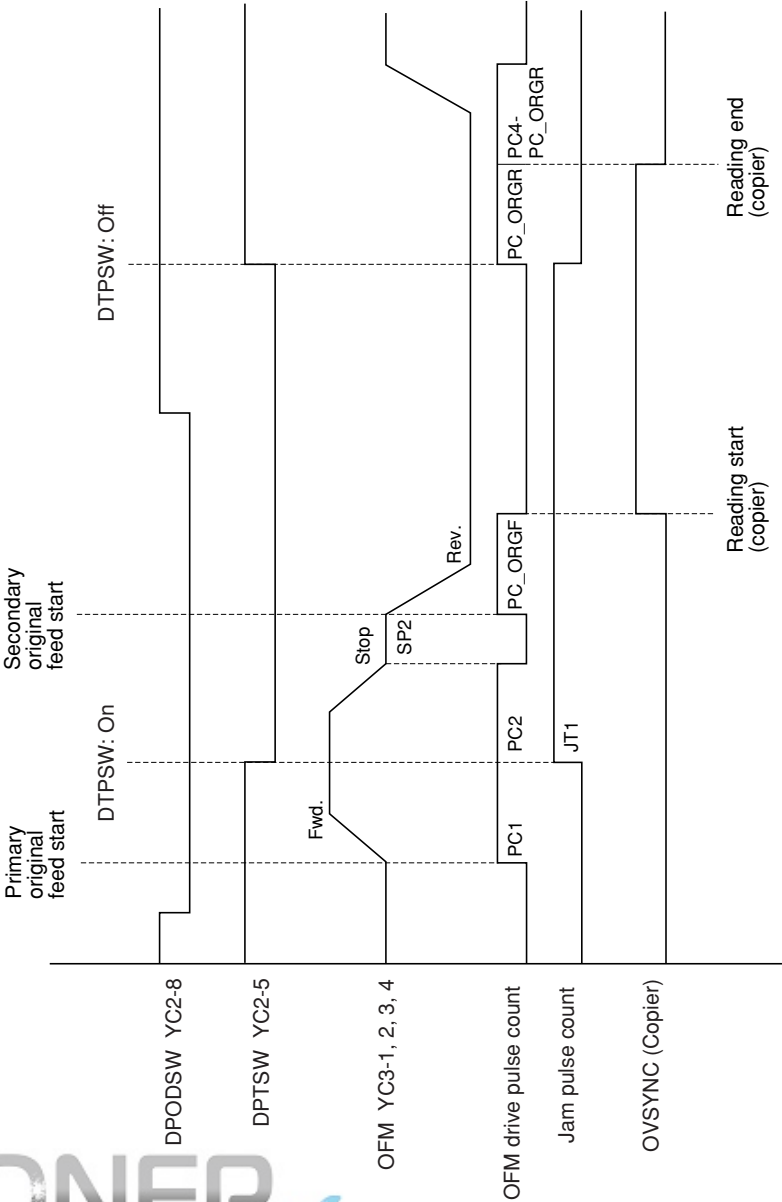 Primary
original
feed start
Secondary
original
feed start
DTPSW: On
DTPSW: Off
DPODSW YC2-8
DPTSW YC2-5
OFM YC3-1, 2, 3, 4
Fwd.
Stop
SP2
Rev.
OFM drive pulse count
PC1
PC2
PC_ORGF
PC_ORGR
PC4-
PC_ORGR
Jam pulse count
JT1
OVSYNC (Copier)
Reading start
(copier)
Reading end
(copier)